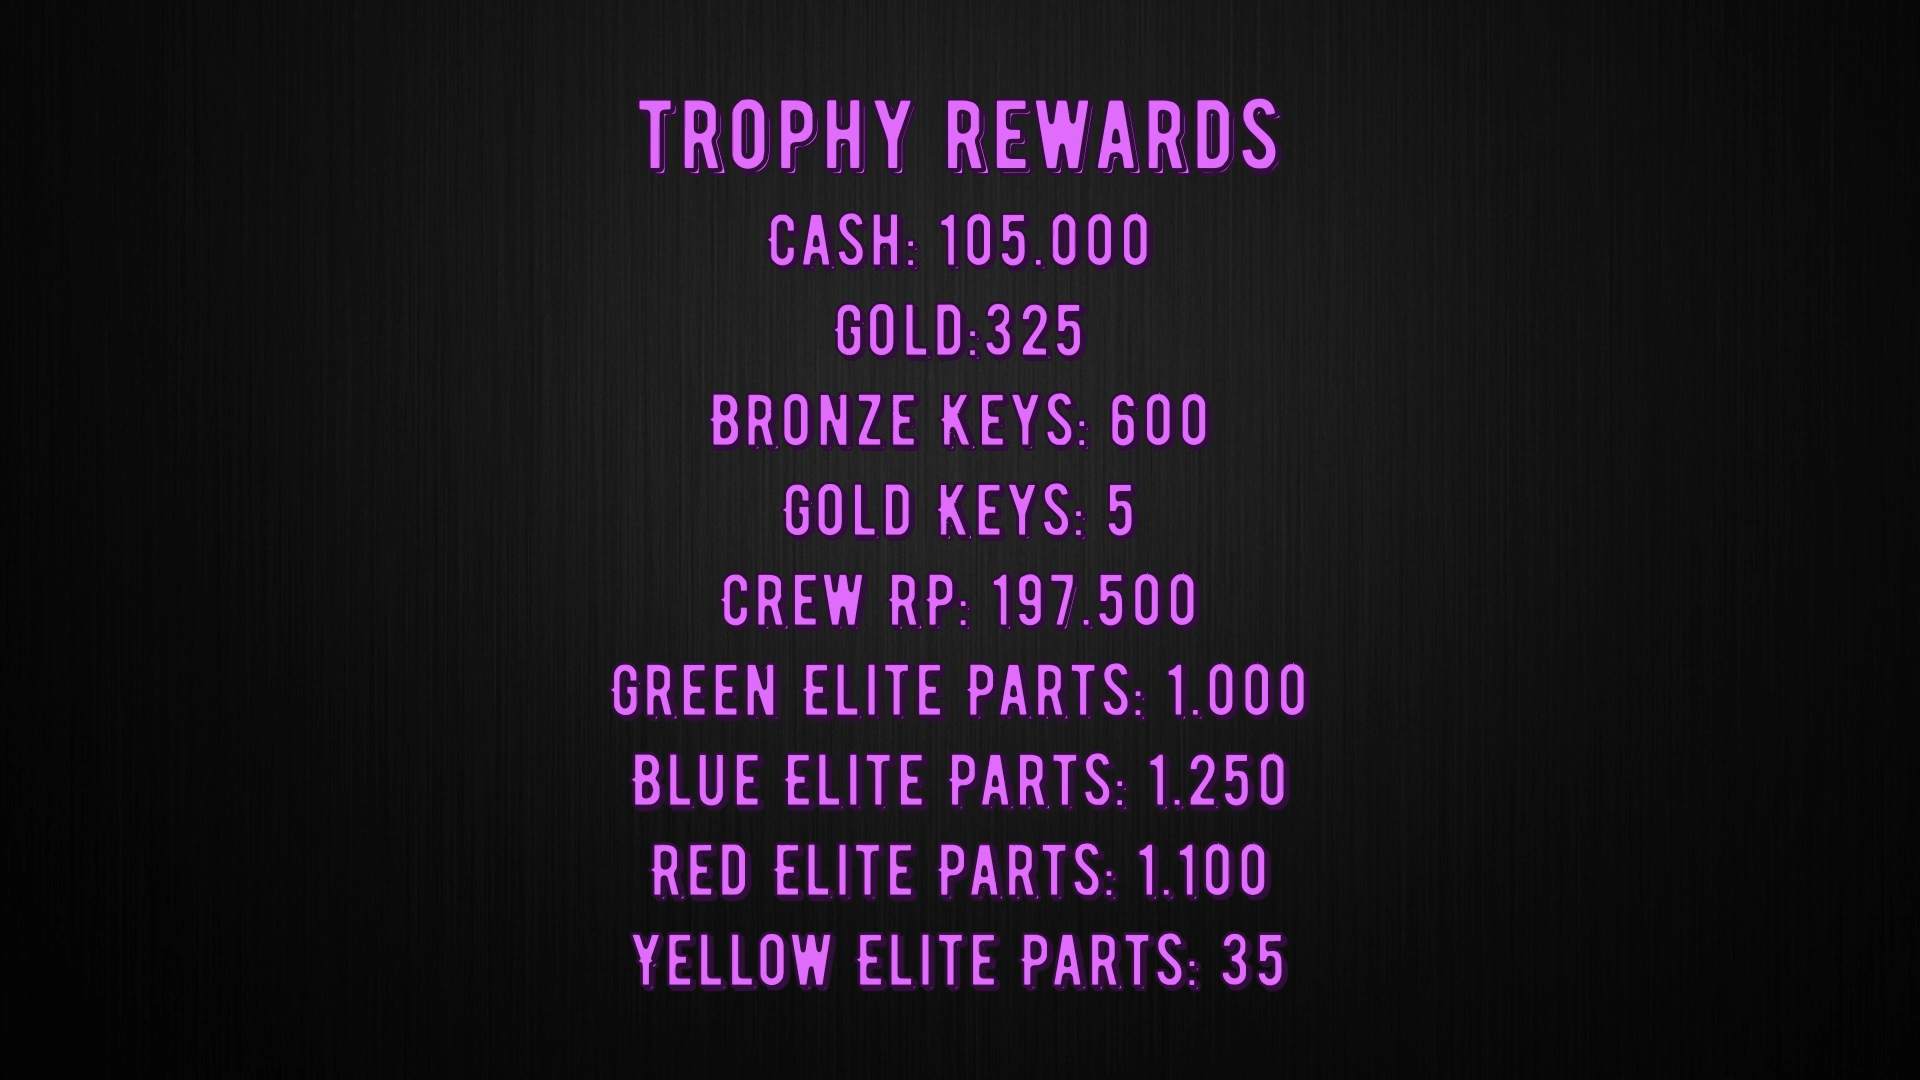 TROPHY REWARDS
CASH: 105.000
GOLD:325
BRONZE KEYS: 600
GOLD KEYS: 5
CREW RP: 197.500
GREEN ELITE PARTS: 1.000
BLUE ELITE PARTS: 1.250
RED ELITE PARTS: 1.100
YELLOW ELITE PARTS: 35